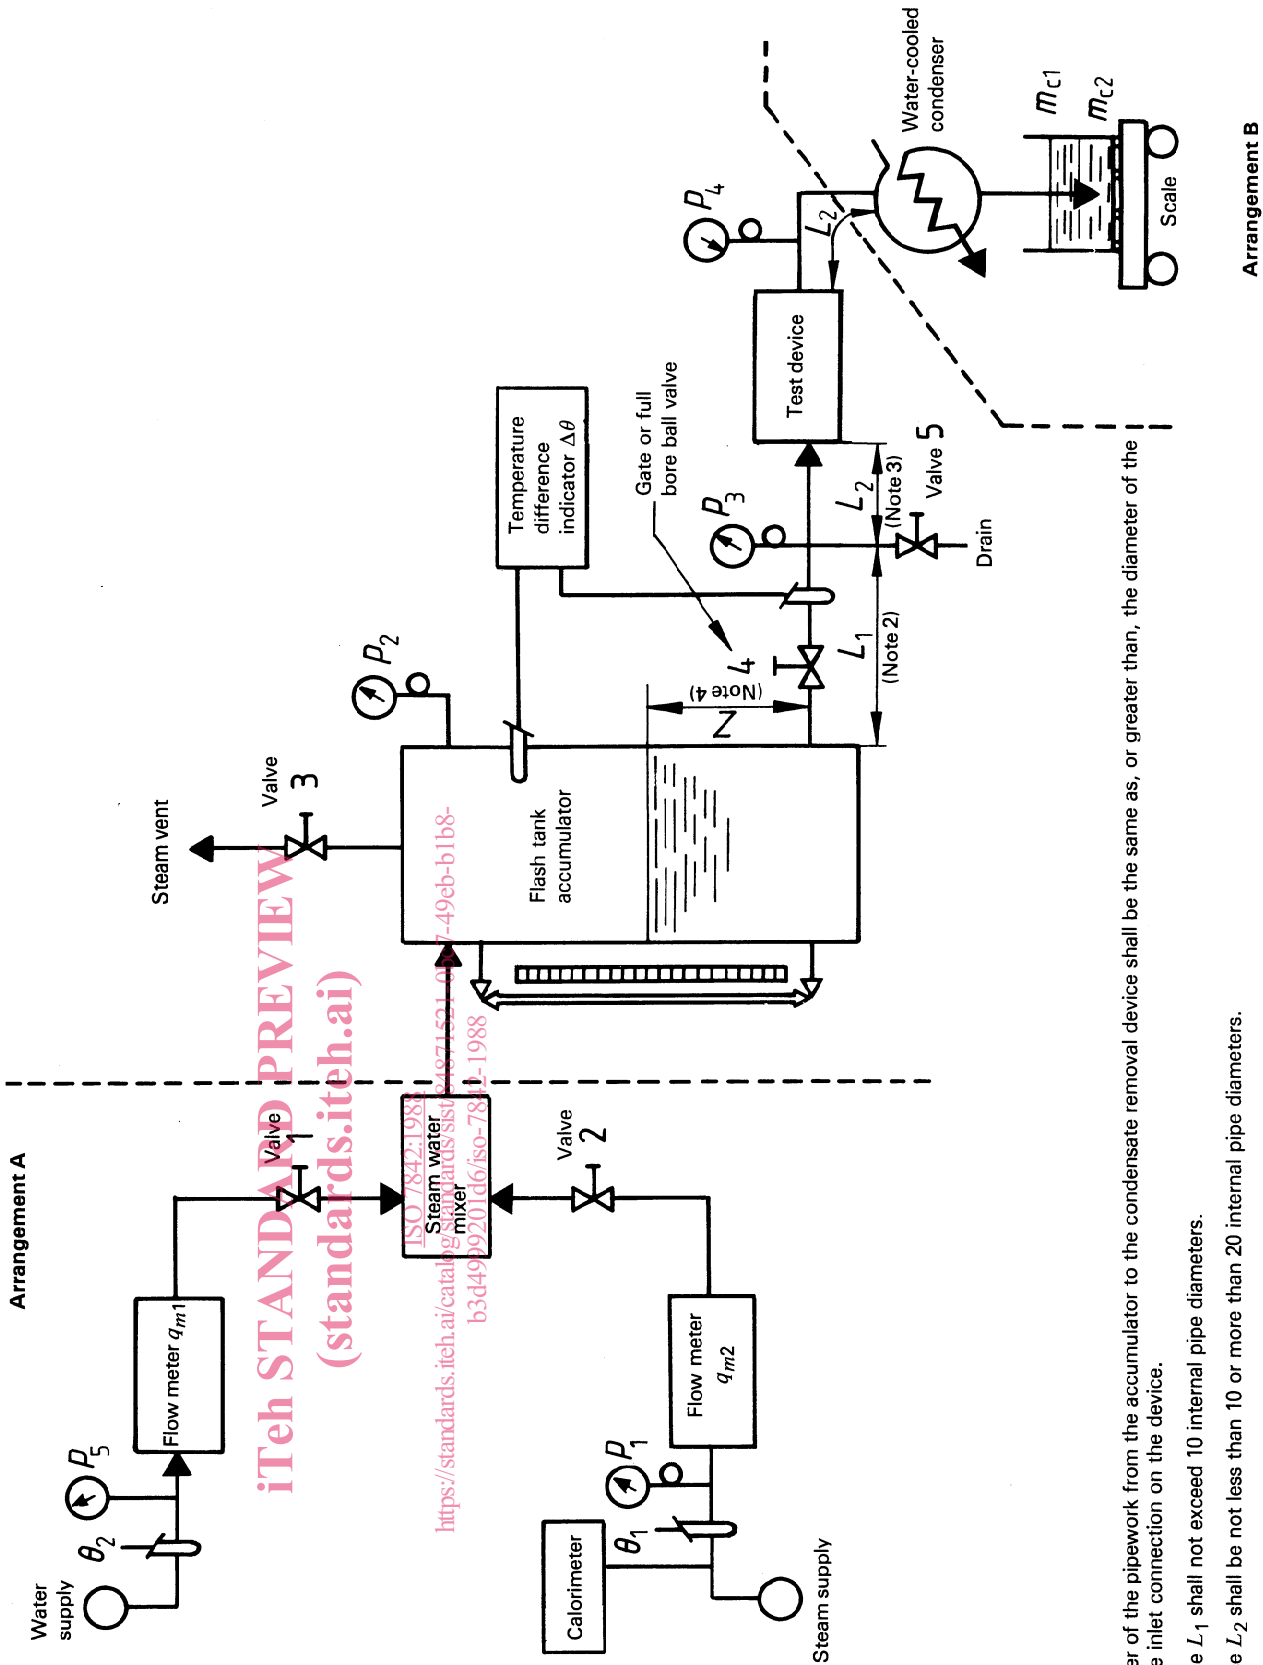 Arrangement A
Water
supply
θ2
P5
Flow meter qm1
Valve
1
Steam water
mixer
Calorimeter
Steam supply
θ1
P1
Flow meter
qm2
Valve
2
Steam vent
Valve
3
P2
Flash tank
accumulator
Temperature
difference
indicator Δθ
Gate or full
bore ball valve
4
Z
(Note 4)
L1
(Note 2)
P3
L2
(Note 3)
Valve 5
Drain
Test device
P4
L2
Water-cooled
condenser
mC1
mC2
Scale
Arrangement B
er of the pipework from the accumulator to the condensate removal device shall be the same as, or greater than, the diameter of the
e inlet connection on the device.
e L1 shall not exceed 10 internal pipe diameters.
e L2 shall be not less than 10 or more than 20 internal pipe diameters.
iTeh STANDARD PREVIEW
(standards.iteh.ai)
ISO 7842:1988
https://standards.iteh.ai/catalog/standards/sist/84871521-0bc7-49eb-b1b8-
b3d4999201d6/iso-7842-1988